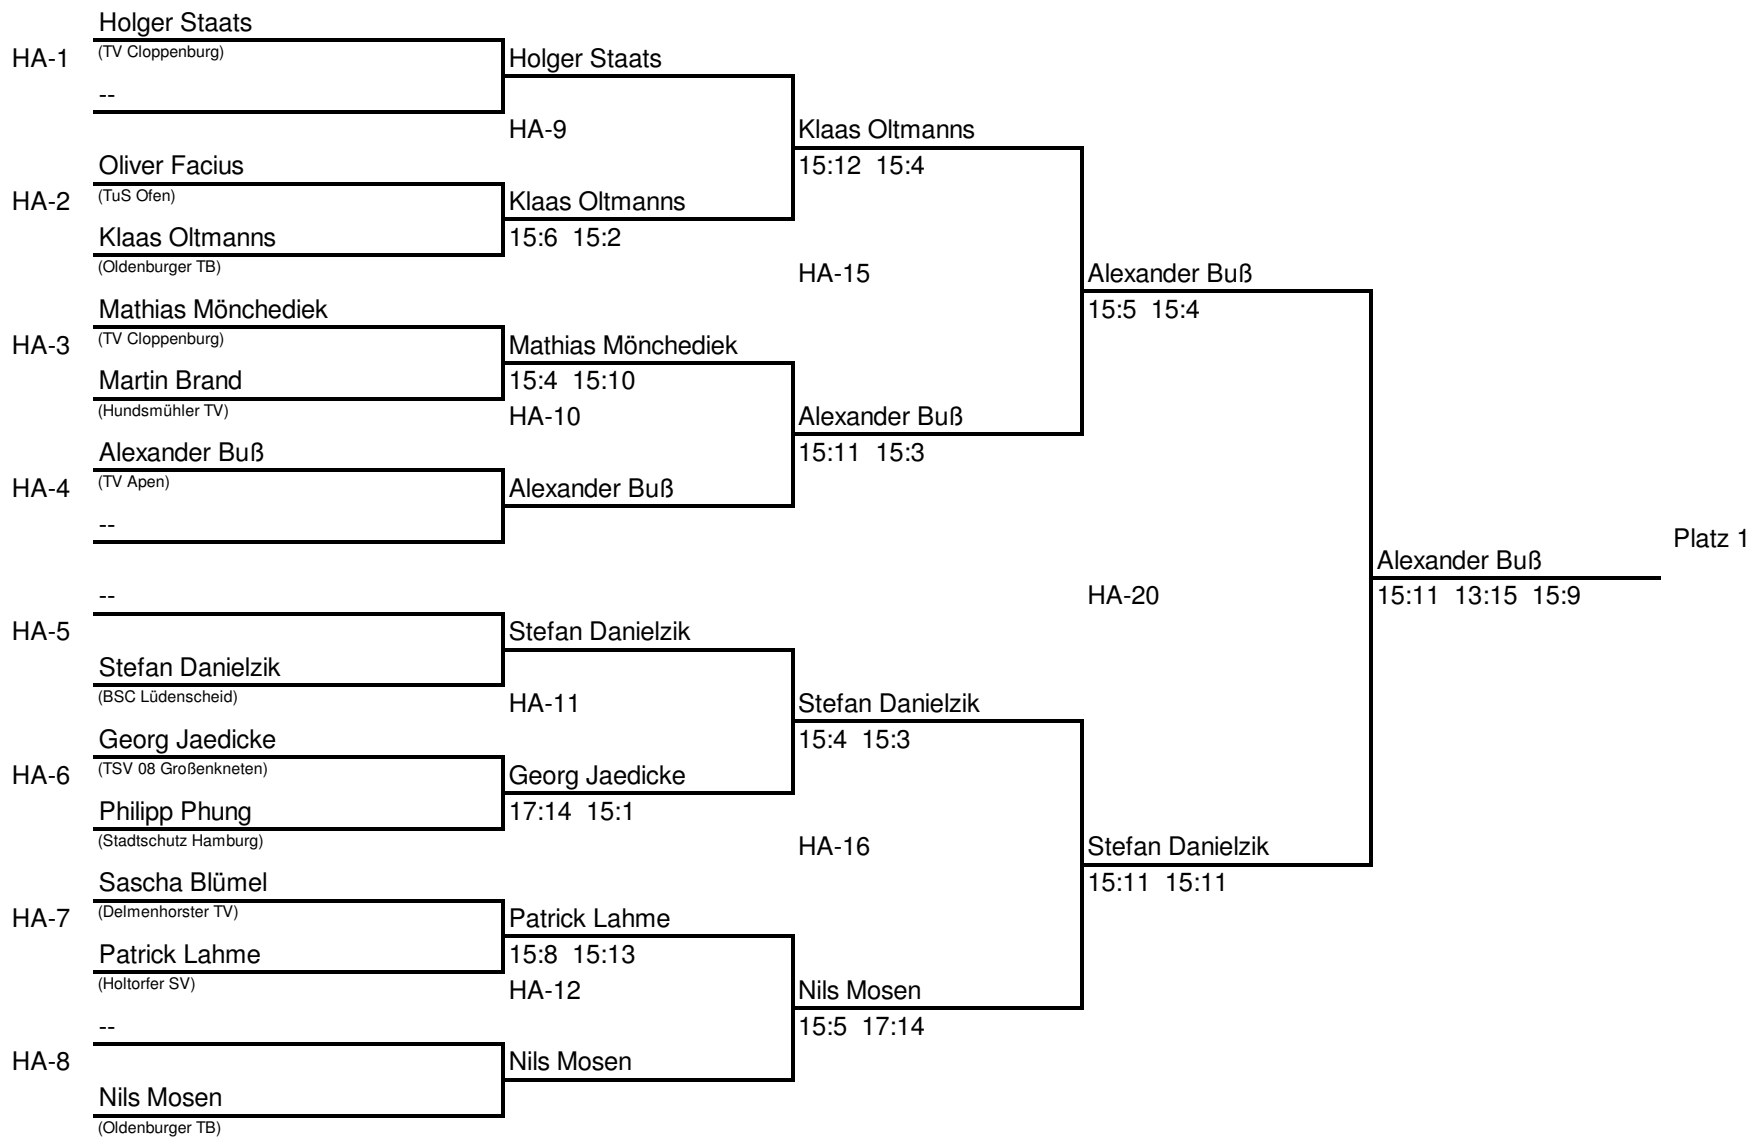 Holger Staats
HA-1
(TV Cloppenburg)
Holger Staats
--
HA-9
Klaas Oltmanns
Oliver Facius
15:12 15:4
HA-2
(TuS Ofen)
Klaas Oltmanns
Klaas Oltmanns
15:6 15:2
(Oldenburger TB)
HA-15
Alexander Buß
Mathias Mönchediek
15:5 15:4
HA-3
(TV Cloppenburg)
Mathias Mönchediek
Martin Brand
15:4 15:10
(Hundsmühler TV)
HA-10
Alexander Buß
Alexander Buß
15:11 15:3
HA-4
(TV Apen)
Alexander Buß
--
Platz 1
Alexander Buß
--
HA-20
15:11 13:15 15:9
HA-5
Stefan Danielzik
Stefan Danielzik
(BSC Lüdenscheid)
HA-11
Stefan Danielzik
Georg Jaedicke
15:4 15:3
HA-6
(TSV 08 Großenkneten)
Georg Jaedicke
Philipp Phung
17:14 15:1
(Stadtschutz Hamburg)
HA-16
Stefan Danielzik
Sascha Blümel
15:11 15:11
HA-7
(Delmenhorster TV)
Patrick Lahme
Patrick Lahme
15:8 15:13
(Holtorfer SV)
HA-12
Nils Mosen
--
15:5 17:14
HA-8
Nils Mosen
Nils Mosen
(Oldenburger TB)